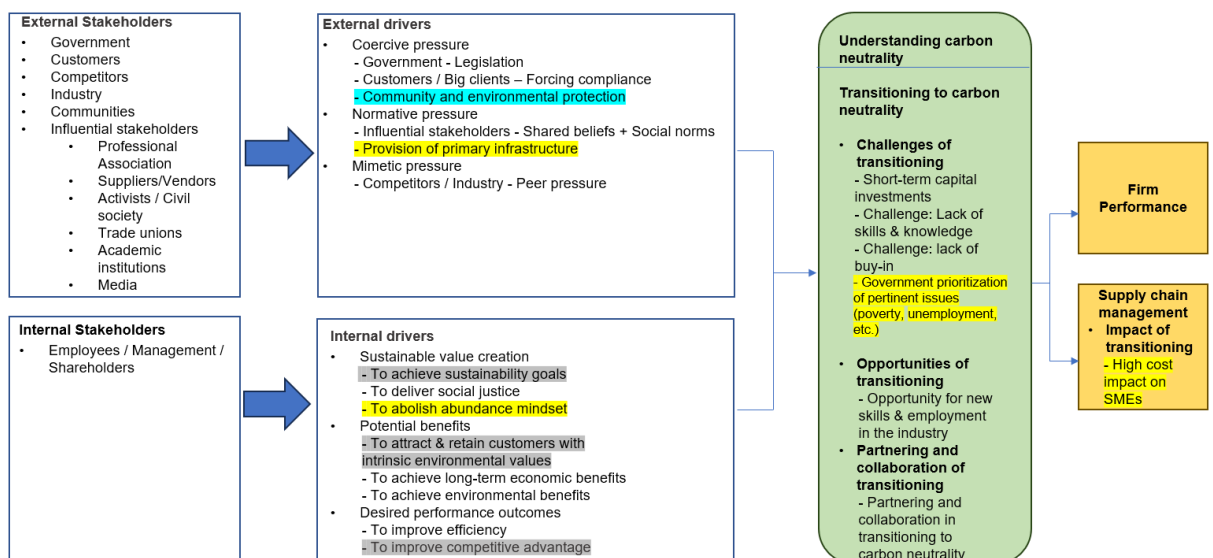 External Stakeholders
• Government
• Customers
• Competitors
• Industry
• Communities
• Influential stakeholders
• Professional
Association
• Suppliers/Vendors
• Activists / Civil
society
• Trade unions
• Academic
institutions
• Media
Internal Stakeholders
• Employees / Management /
Shareholders
External drivers
• Coercive pressure
- Government - Legislation
- Customers / Big clients – Forcing compliance
- Community and environmental protection
• Normative pressure
- Influential stakeholders - Shared beliefs + Social norms
- Provision of primary infrastructure
• Mimetic pressure
- Competitors / Industry - Peer pressure
Internal drivers
• Sustainable value creation
- To achieve sustainability goals
- To deliver social justice
- To abolish abundance mindset
• Potential benefits
- To attract & retain customers with
intrinsic environmental values
- To achieve long-term economic benefits
- To achieve environmental benefits
• Desired performance outcomes
- To improve efficiency
- To improve competitive advantage
Understanding carbon
neutrality
Transitioning to carbon
neutrality
• Challenges of
transitioning
- Short-term capital
investments
- Challenge: Lack of
skills & knowledge
- Challenge: lack of
buy-in
- Government prioritization
of pertinent issues
(poverty, unemployment,
etc.)
• Opportunities of
transitioning
- Opportunity for new
skills & employment
in the industry
• Partnering and
collaboration of
transitioning
- Partnering and
collaboration in
transitioning to
carbon neutrality
Firm
Performance
Supply chain
management
• Impact of
transitioning
- High cost
impact on
SMEs